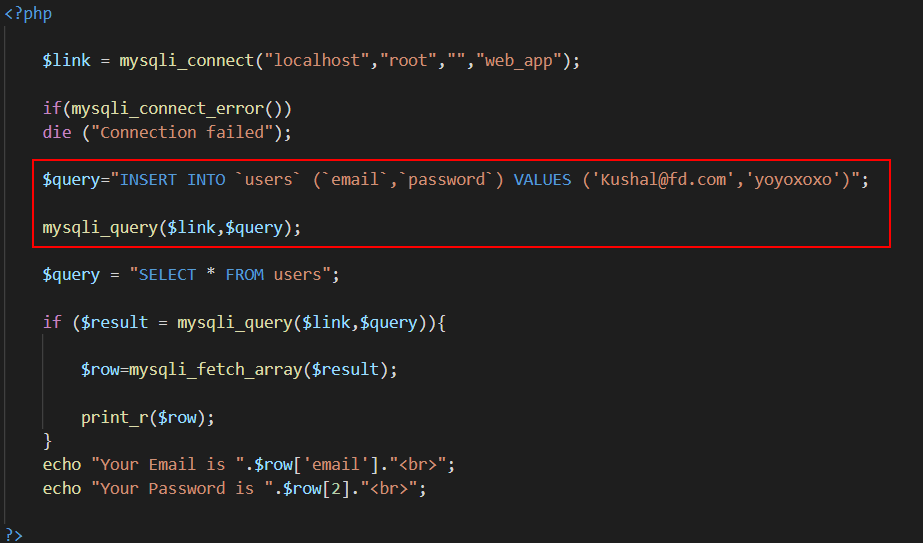 <?php
$link = mysqli_connect("localhost","root","","web_app");
if(mysqli_connect_error())
die ("Connection failed");
$query="INSERT INTO `users` (`email`,`password`) VALUES ('Kushal@fd.com','yoyoxoxo')";
mysqli_query($link,$query);
$query = "SELECT * FROM users";
if ($result = mysqli_query($link,$query)){
$row=mysqli_fetch_array($result);
print_r($row);
}
echo "Your Email is ".$row['email']."<br>";
echo "Your Password is ".$row[2]."<br>";
?>